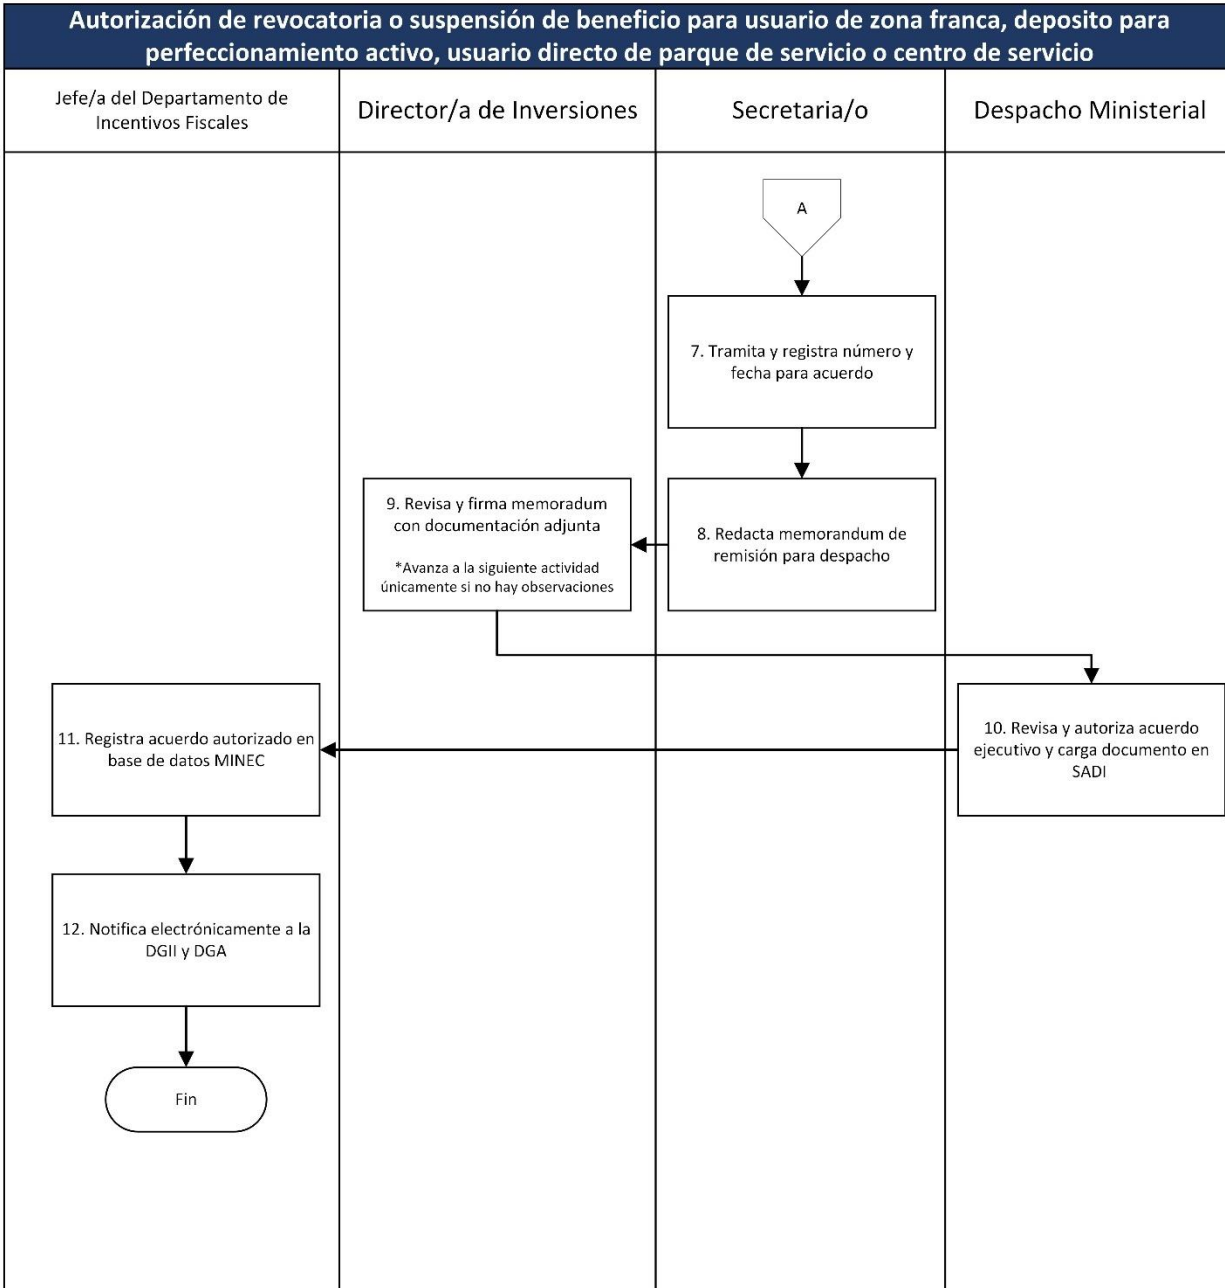 Autorización de revocatoria o suspensión de beneficio para usuario de zona franca, deposito para
perfeccionamiento activo, usuario directo de parque de servicio o centro de servicio
Jefe/a del Departamento de
Incentivos Fiscales
Director/a de Inversiones
Secretaria/o
Despacho Ministerial
A
7. Tramita y registra número y
fecha para acuerdo
8. Redacta memorandum de
remisión para despacho
9. Revisa y firma memoradum
con documentación adjunta
*Avanza a la siguiente actividad
únicamente si no hay observaciones
10. Revisa y autoriza acuerdo
ejecutivo y carga documento en
SADI
11. Registra acuerdo autorizado en
base de datos MINEC
12. Notifica electrónicamente a la
DGII y DGA
Fin